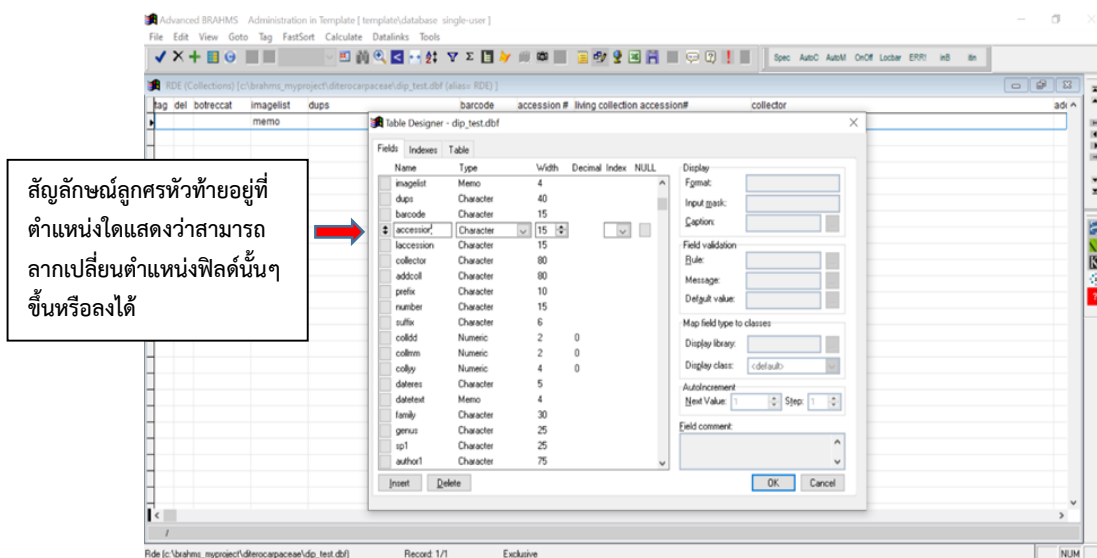 Advanced BRAHMS Administration in Template [ template\database single-user ]
File Edit View Goto Tag FastSort Calculate Datalinks Tools
Spec AutoC AutoM OnOff Locbar ERR! inB itin
RDE (Collections) [c:\brahms_myproject\diterocarpaceae\dip_test.dbf (alias= RDE) ]
tag del botreccat imagelist dups barcode accession # living collection accession# collector
memo
Table Designer - dip_test.dbf
Fields Indexes Table
Name Type Width Decimal Index NULL
imagelist Memo 4
dups Character 40
barcode Character 15
accession Character 15
laccession Character 15
collector Character 80
addcoll Character 80
prefix Character 10
number Character 15
suffix Character 6
colldd Numeric 2 0
collmm Numeric 2 0
collyy Numeric 4 0
dateres Character 5
datetext Memo 4
family Character 30
genus Character 25
sp1 Character 25
author1 Character 75
Insert Delete
Display
Format:
Input mask:
Caption:
Field validation
Rule:
Message:
Default value:
Map field type to classes
Display library:
Display class: <default>
AutoIncrement
Next Value: 1 Step: 1
Field comment:
OK Cancel
สัญลักษณ์ลูกศรหัวท้ายอยู่ที่
ตำแหน่งใดแสดงว่าสามารถ
ลากเปลี่ยนตำแหน่งฟิลด์นั้นๆ
ขึ้นหรือลงได้
/
Rde (c:\brahms_myproject\diterocarpaceae\dip_test.dbf) Record: 1/1 Exclusive NUM